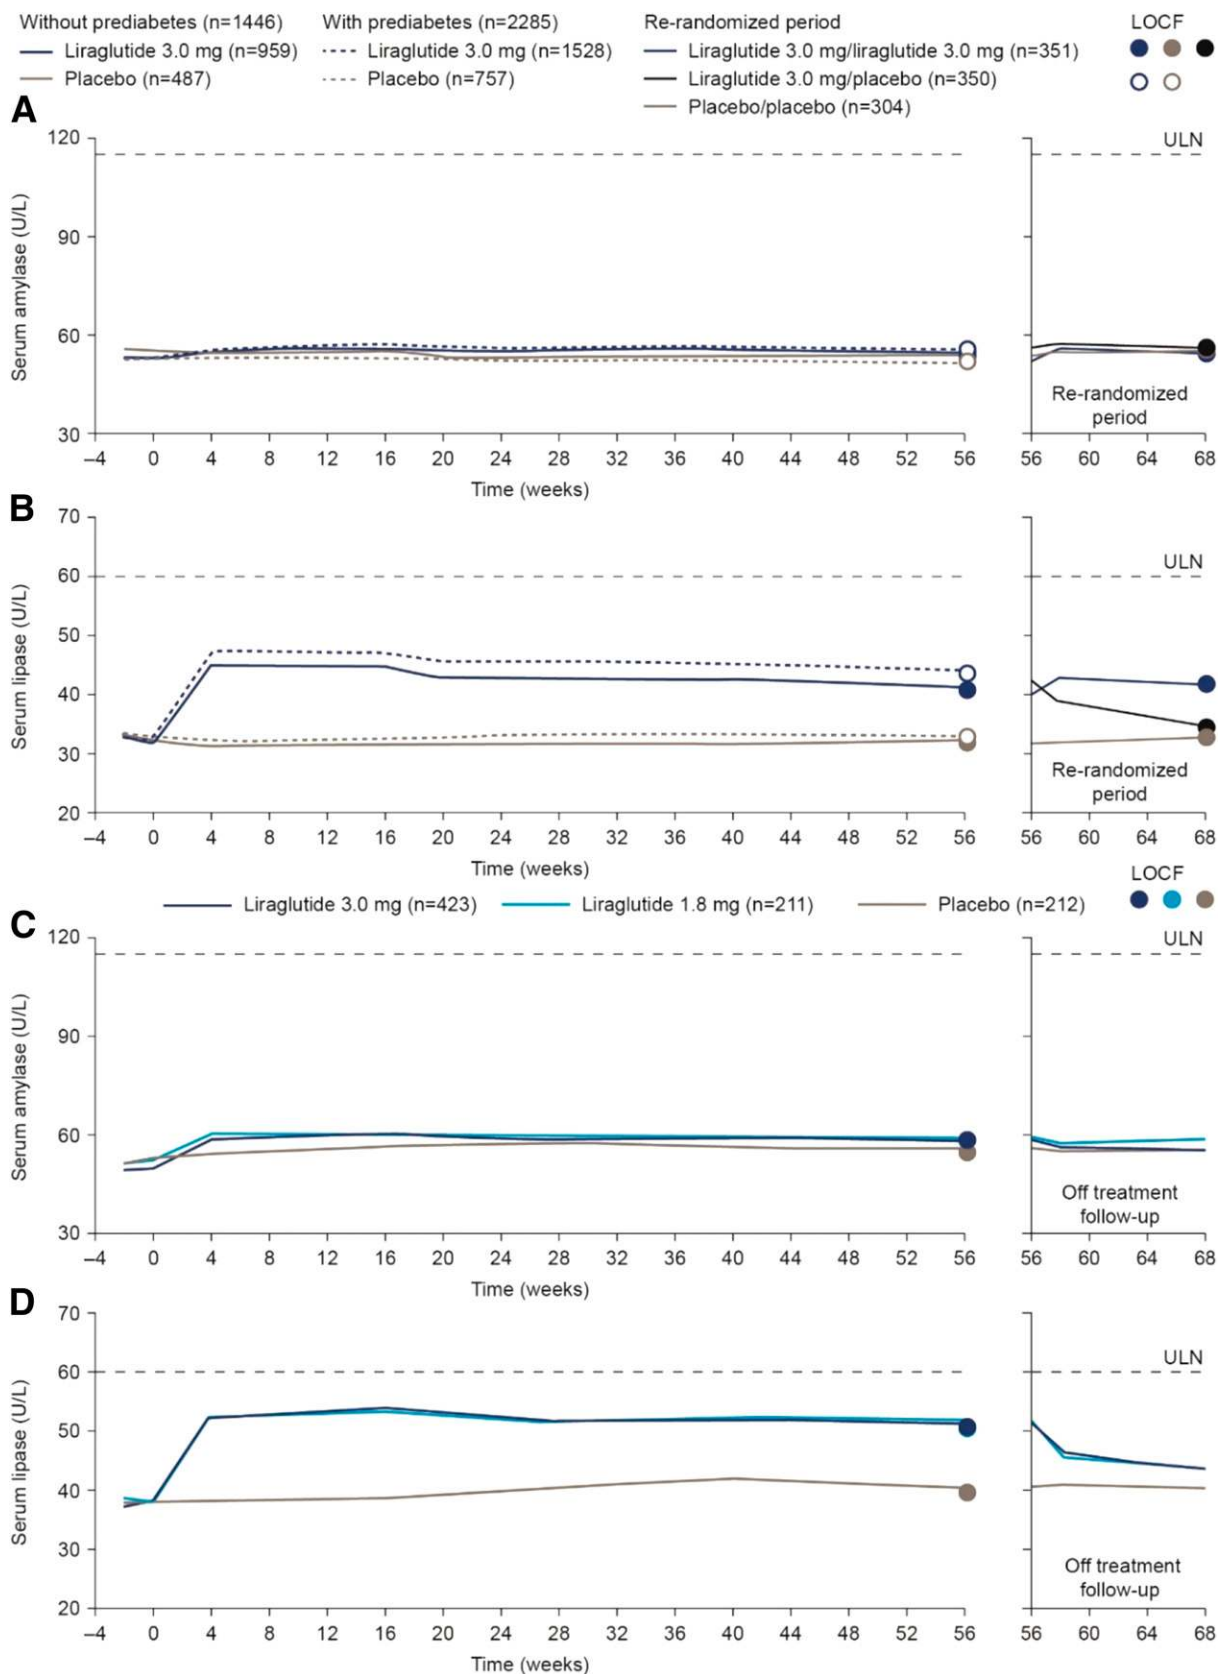 Without prediabetes (n=1446) With prediabetes (n=2285) Re-randomized period LOCF
Liraglutide 3.0 mg (n=959) Liraglutide 3.0 mg (n=1528) Liraglutide 3.0 mg/liraglutide 3.0 mg (n=351)
Placebo (n=487) Placebo (n=757) Liraglutide 3.0 mg/placebo (n=350)
Placebo/placebo (n=304)
A
120
90
60
30
Serum amylase (U/L)
ULN
Re-randomized
period
–4 0 4 8 12 16 20 24 28 32 36 40 44 48 52 56 56 60 64 68
Time (weeks)
B
70
60
50
40
30
20
Serum lipase (U/L)
ULN
Re-randomized
period
–4 0 4 8 12 16 20 24 28 32 36 40 44 48 52 56 56 60 64 68
Time (weeks)
LOCF
Liraglutide 3.0 mg (n=423) Liraglutide 1.8 mg (n=211) Placebo (n=212)
C
120
90
60
30
Serum amylase (U/L)
ULN
Off treatment
follow-up
–4 0 4 8 12 16 20 24 28 32 36 40 44 48 52 56 56 60 64 68
Time (weeks)
D
70
60
50
40
30
20
Serum lipase (U/L)
ULN
Off treatment
follow-up
–4 0 4 8 12 16 20 24 28 32 36 40 44 48 52 56 56 60 64 68
Time (weeks)